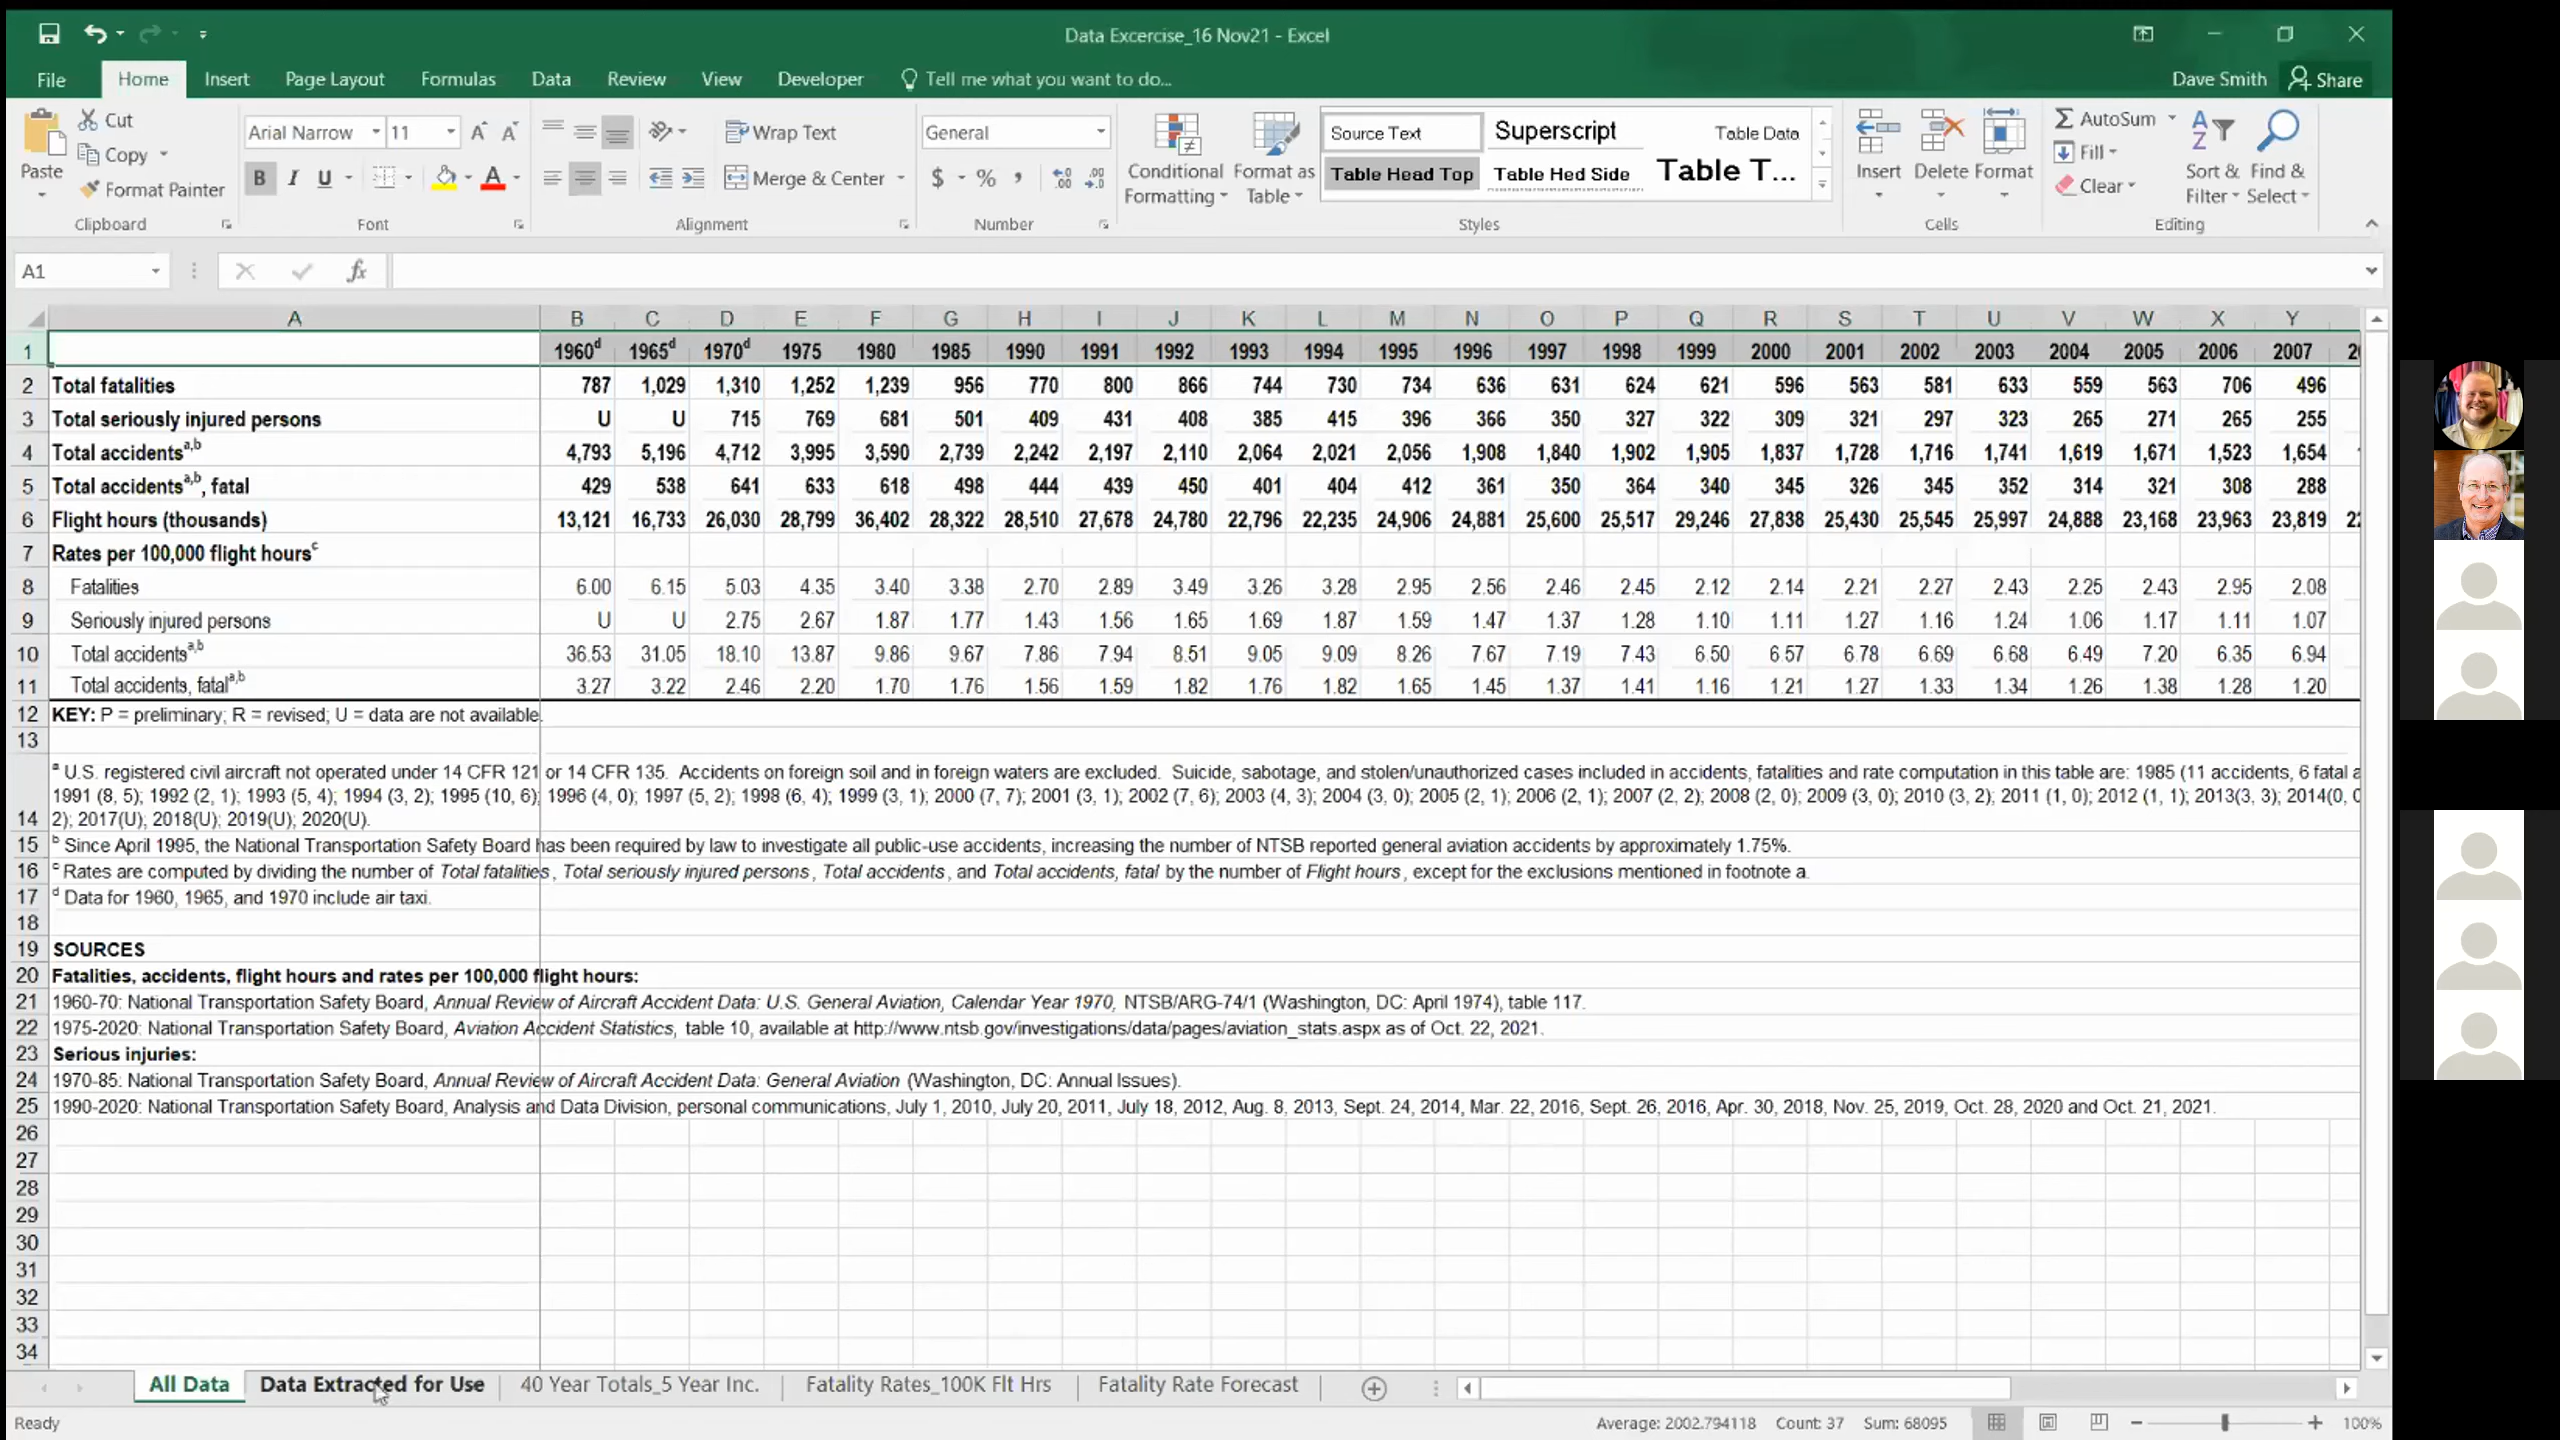 Data Excercise_16 Nov21 - Excel
File Home Insert Page Layout Formulas Data Review View Developer Tell me what you want to do... Dave Smith Share
Paste Cut Copy Format Painter Clipboard
Arial Narrow 11 B I U Font
Wrap Text Merge & Center Alignment
General $ % , Number
Conditional Formatting Format as Table
Source Text Superscript Table Data
Table Head Top Table Hed Side Table T...
Styles
Insert Delete Format Cells
AutoSum Fill Clear Sort & Filter Find & Select Editing
A1 fx
A B C D E F G H I J K L M N O P Q R S T U V W X Y
1 1960d 1965d 1970d 1975 1980 1985 1990 1991 1992 1993 1994 1995 1996 1997 1998 1999 2000 2001 2002 2003 2004 2005 2006 2007
2 Total fatalities 787 1,029 1,310 1,252 1,239 956 770 800 866 744 730 734 636 631 624 621 596 563 581 633 559 563 706 496
3 Total seriously injured persons U U 715 769 681 501 409 431 408 385 415 396 366 350 327 322 309 321 297 323 265 271 265 255
4 Total accidentsa,b 4,793 5,196 4,712 3,995 3,590 2,739 2,242 2,197 2,110 2,064 2,021 2,056 1,908 1,840 1,902 1,905 1,837 1,728 1,716 1,741 1,619 1,671 1,523 1,654
5 Total accidentsa,b, fatal 429 538 641 633 618 498 444 439 450 401 404 412 361 350 364 340 345 326 345 352 314 321 308 288
6 Flight hours (thousands) 13,121 16,733 26,030 28,799 36,402 28,322 28,510 27,678 24,780 22,796 22,235 24,906 24,881 25,600 25,517 29,246 27,838 25,430 25,545 25,997 24,888 23,168 23,963 23,819
7 Rates per 100,000 flight hoursc
8 Fatalities 6.00 6.15 5.03 4.35 3.40 3.38 2.70 2.89 3.49 3.26 3.28 2.95 2.56 2.46 2.45 2.12 2.14 2.21 2.27 2.43 2.25 2.43 2.95 2.08
9 Seriously injured persons U U 2.75 2.67 1.87 1.77 1.43 1.56 1.65 1.69 1.87 1.59 1.47 1.37 1.28 1.10 1.11 1.27 1.16 1.24 1.06 1.17 1.11 1.07
10 Total accidentsa,b 36.53 31.05 18.10 13.87 9.86 9.67 7.86 7.94 8.51 9.05 9.09 8.26 7.67 7.19 7.43 6.50 6.57 6.78 6.69 6.68 6.49 7.20 6.35 6.94
11 Total accidents, fatala,b 3.27 3.22 2.46 2.20 1.70 1.76 1.56 1.59 1.82 1.76 1.82 1.65 1.45 1.37 1.41 1.16 1.21 1.27 1.33 1.34 1.26 1.38 1.28 1.20
12 KEY: P = preliminary; R = revised; U = data are not available.
13
a U.S. registered civil aircraft not operated under 14 CFR 121 or 14 CFR 135. Accidents on foreign soil and in foreign waters are excluded. Suicide, sabotage, and stolen/unauthorized cases included in accidents, fatalities and rate computation in this table are: 1985 (11 accidents, 6 fatal a
1991 (8, 5); 1992 (2, 1); 1993 (5, 4); 1994 (3, 2); 1995 (10, 6); 1996 (4, 0); 1997 (5, 2); 1998 (6, 4); 1999 (3, 1); 2000 (7, 7); 2001 (3, 1); 2002 (7, 6); 2003 (4, 3); 2004 (3, 0); 2005 (2, 1); 2006 (2, 1); 2007 (2, 2); 2008 (2, 0); 2009 (3, 0); 2010 (3, 2); 2011 (1, 0); 2012 (1, 1); 2013(3, 3); 2014(0, 0
14 2); 2017(U); 2018(U); 2019(U); 2020(U).
15 b Since April 1995, the National Transportation Safety Board has been required by law to investigate all public-use accidents, increasing the number of NTSB reported general aviation accidents by approximately 1.75%.
16 c Rates are computed by dividing the number of Total fatalities, Total seriously injured persons, Total accidents, and Total accidents, fatal by the number of Flight hours, except for the exclusions mentioned in footnote a.
17 d Data for 1960, 1965, and 1970 include air taxi.
18
19 SOURCES
20 Fatalities, accidents, flight hours and rates per 100,000 flight hours:
21 1960-70: National Transportation Safety Board, Annual Review of Aircraft Accident Data: U.S. General Aviation, Calendar Year 1970, NTSB/ARG-74/1 (Washington, DC: April 1974), table 117.
22 1975-2020: National Transportation Safety Board, Aviation Accident Statistics, table 10, available at http://www.ntsb.gov/investigations/data/pages/aviation_stats.aspx as of Oct. 22, 2021.
23 Serious injuries:
24 1970-85: National Transportation Safety Board, Annual Review of Aircraft Accident Data: General Aviation (Washington, DC: Annual Issues).
25 1990-2020: National Transportation Safety Board, Analysis and Data Division, personal communications, July 1, 2010, July 20, 2011, July 18, 2012, Aug. 8, 2013, Sept. 24, 2014, Mar. 22, 2016, Sept. 26, 2016, Apr. 30, 2018, Nov. 25, 2019, Oct. 28, 2020 and Oct. 21, 2021.
26
27
28
29
30
31
32
33
34
All Data Data Extracted for Use 40 Year Totals_5 Year Inc. Fatality Rates_100K Flt Hrs Fatality Rate Forecast
Ready Average: 2002.794118 Count: 37 Sum: 68095 100%